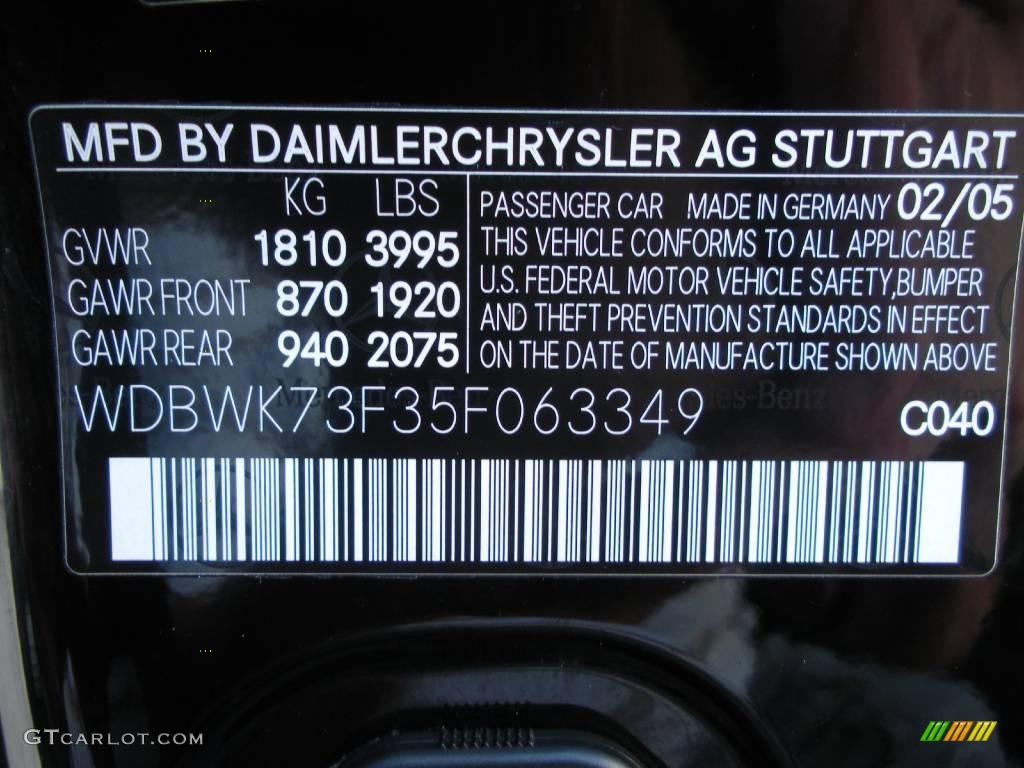 MFD BY DAIMLERCHRYSLER AG STUTTGART
KG LBS
GVWR 1810 3995
GAWR FRONT 870 1920
GAWR REAR 940 2075
PASSENGER CAR MADE IN GERMANY 02/05
THIS VEHICLE CONFORMS TO ALL APPLICABLE
U.S. FEDERAL MOTOR VEHICLE SAFETY,BUMPER
AND THEFT PREVENTION STANDARDS IN EFFECT
ON THE DATE OF MANUFACTURE SHOWN ABOVE
WDBWK73F35F063349
C040
GTcarlot.com